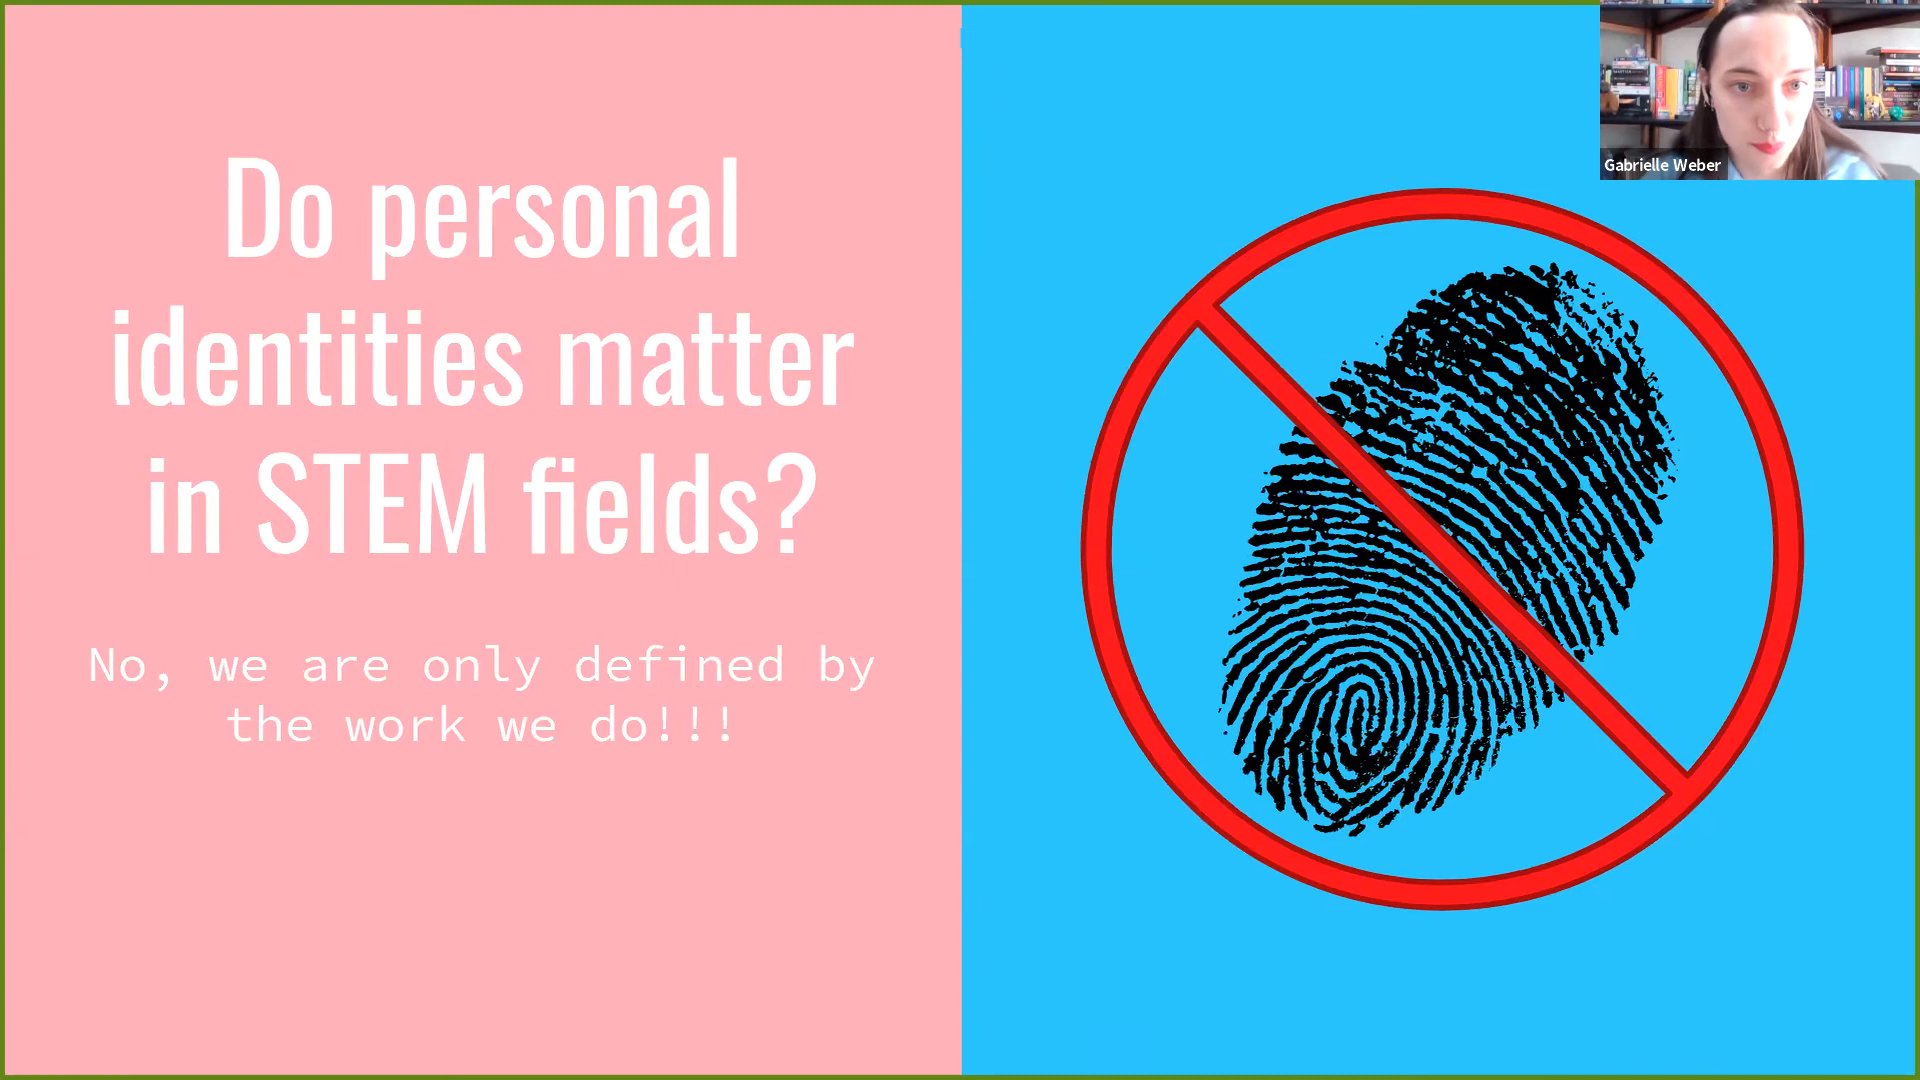 Do personal
identities matter
in STEM fields?
No, we are only defined by
the work we do!!!
Gabrielle Weber